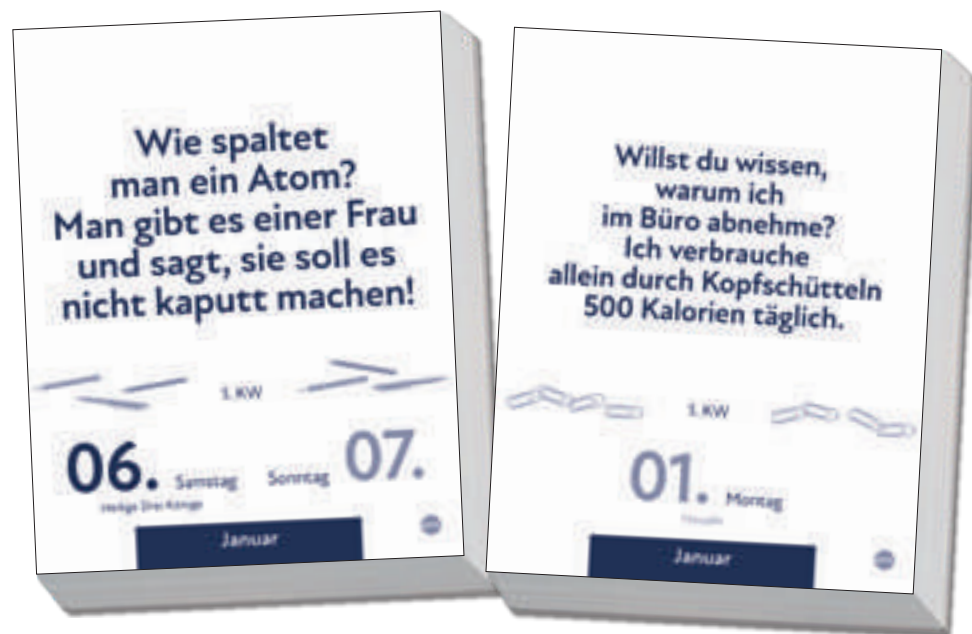 Wie spaltet
man ein Atom?
Man gibt es einer Frau
und sagt, sie soll es
nicht kaputt machen!
1. KW
06. Samstag Sonntag 07.
Heilige Drei Könige
Januar
Willst du wissen,
warum ich
im Büro abnehme?
Ich verbrauche
allein durch Kopfschütteln
500 Kalorien täglich.
1. KW
01. Montag
Januar